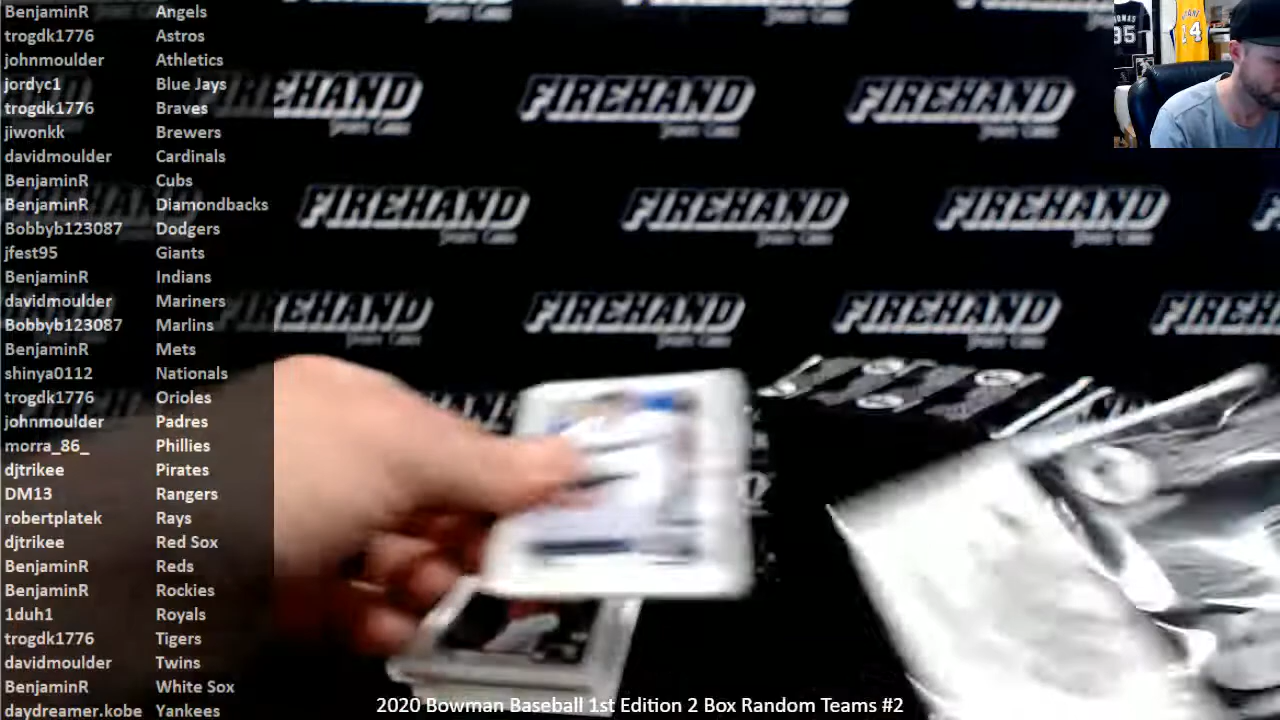 BenjaminR Angels
trogdk1776 Astros
johnmoulder Athletics
jordyc1 Blue Jays
trogdk1776 Braves
jiwonkk Brewers
davidmoulder Cardinals
BenjaminR Cubs
BenjaminR Diamondbacks
Bobbyb123087 Dodgers
jfest95 Giants
BenjaminR Indians
davidmoulder Mariners
Bobbyb123087 Marlins
BenjaminR Mets
shinya0112 Nationals
trogdk1776 Orioles
johnmoulder Padres
morra_86_ Phillies
djtrikee Pirates
DM13 Rangers
robertplatek Rays
djtrikee Red Sox
BenjaminR Reds
BenjaminR Rockies
1duh1 Royals
trogdk1776 Tigers
davidmoulder Twins
BenjaminR White Sox
daydreamer.kobe Yankees
FIREHAND FIREHAND FIREHAND
FIREHAND FIREHAND FIREHAND
FIREHAND FIREHAND FIREHAND FIREHAND
2020 Bowman Baseball 1st Edition 2 Box Random Teams #2